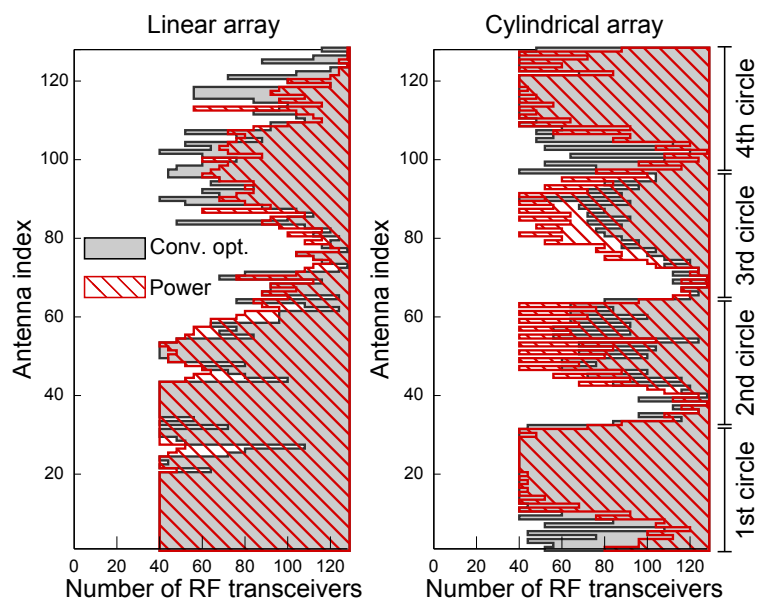 Linear array
Cylindrical array
120
100
80
60
40
20
Antenna index
Conv. opt.
Power
0 20 40 60 80 100 120
Number of RF transceivers
120
100
80
60
40
20
Antenna index
0 20 40 60 80 100 120
Number of RF transceivers
4th circle
3rd circle
2nd circle
1st circle